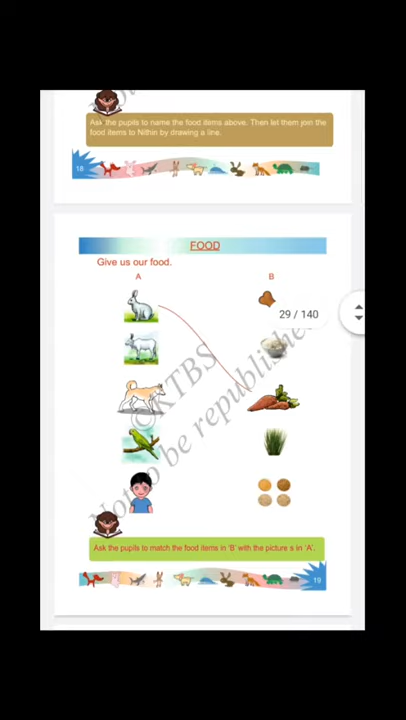 Ask the pupils to name the food items above. Then let them join the
food items to Nithin by drawing a line.
18
FOOD
Give us our food.
A
B
29 / 140
©KTBS
Not to be republished
Ask the pupils to match the food items in 'B' with the picture s in 'A'.
19